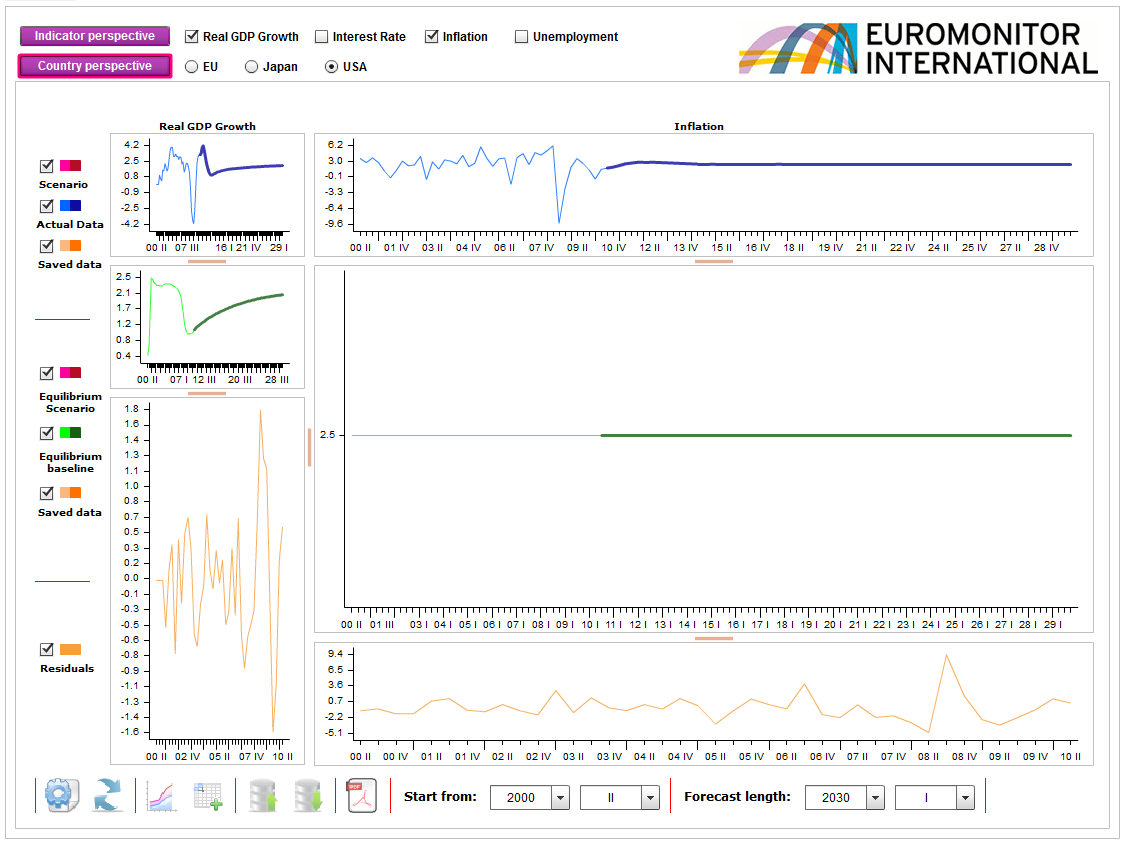 Indicator perspective
Real GDP Growth
Interest Rate
Inflation
Unemployment
Country perspective
EU
Japan
USA
EUROMONITOR
INTERNATIONAL
Scenario
Actual Data
Saved data
Equilibrium
Scenario
Equilibrium
baseline
Saved data
Residuals
Real GDP Growth
4.2
2.5
0.8
-0.9
-2.5
-4.2
00 II 07 III 16 I 21 IV 29 I
2.5
2.1
1.7
1.2
0.8
0.4
00 II 07 I 12 III 20 III 28 III
1.8
1.6
1.4
1.3
1.1
1.0
0.8
0.7
0.5
0.3
0.2
0.0
-0.1
-0.3
-0.5
-0.6
-0.8
-0.9
-1.1
-1.3
-1.4
-1.6
00 II 02 IV 05 II 07 IV 10 II
Inflation
6.2
3.0
-0.1
-3.3
-6.4
-9.6
00 II 01 IV 03 II 04 IV 06 II 07 IV 09 II 10 IV 12 II 13 IV 15 II 16 IV 18 II 19 IV 21 II 22 IV 24 II 25 IV 27 II 28 IV
2.5
00 II 01 III 03 I 04 I 05 I 06 I 07 I 08 I 09 I 10 I 11 I 12 I 13 I 14 I 15 I 16 I 17 I 18 I 19 I 20 I 21 I 22 I 23 I 24 I 25 I 26 I 27 I 28 I 29 I
9.4
6.5
3.6
0.7
-2.2
-5.1
00 II 00 IV 01 II 01 IV 02 II 02 IV 03 II 03 IV 04 II 04 IV 05 II 05 IV 06 II 06 IV 07 II 07 IV 08 II 08 IV 09 II 09 IV 10 II
PDF
Start from:
2000
II
Forecast length:
2030
I